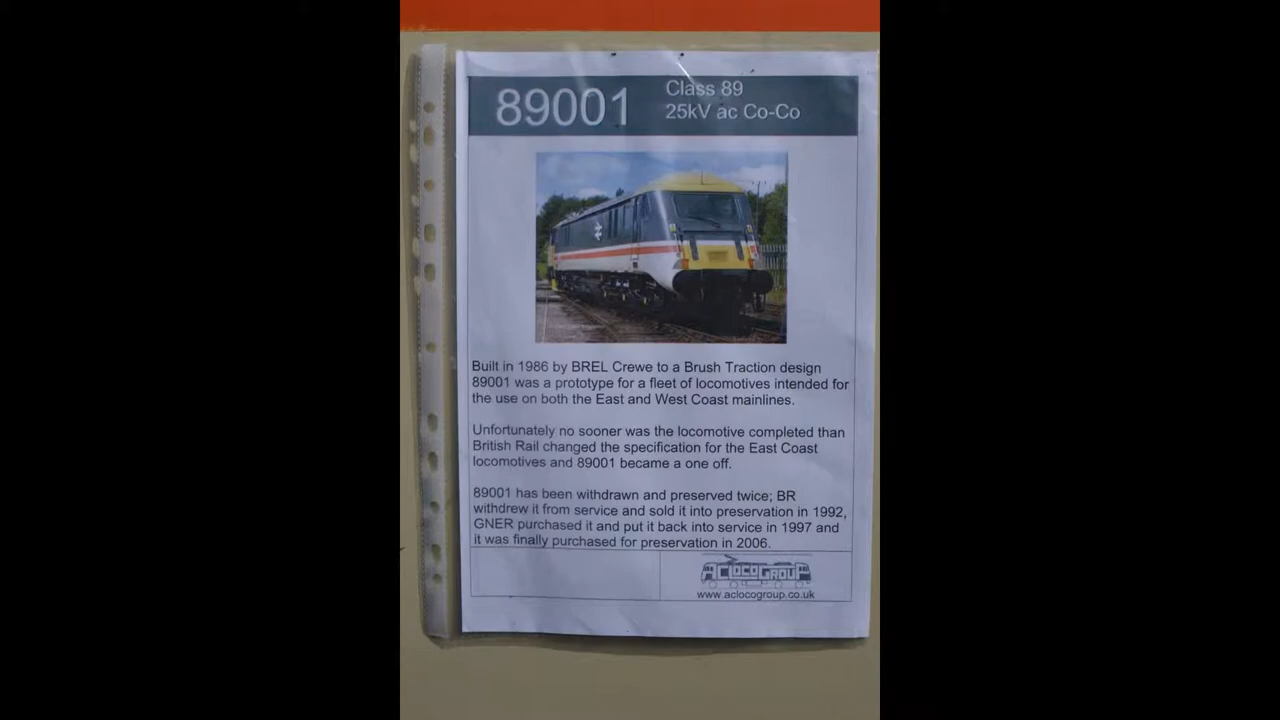 89001
Class 89
25kV ac Co-Co
Built in 1986 by BREL Crewe to a Brush Traction design
89001 was a prototype for a fleet of locomotives intended for
the use on both the East and West Coast mainlines.
Unfortunately no sooner was the locomotive completed than
British Rail changed the specification for the East Coast
locomotives and 89001 became a one off.
89001 has been withdrawn and preserved twice; BR
withdrew it from service and sold it into preservation in 1992,
GNER purchased it and put it back into service in 1997 and
it was finally purchased for preservation in 2006.
ACLOCOGROUP
www.aclocogroup.co.uk